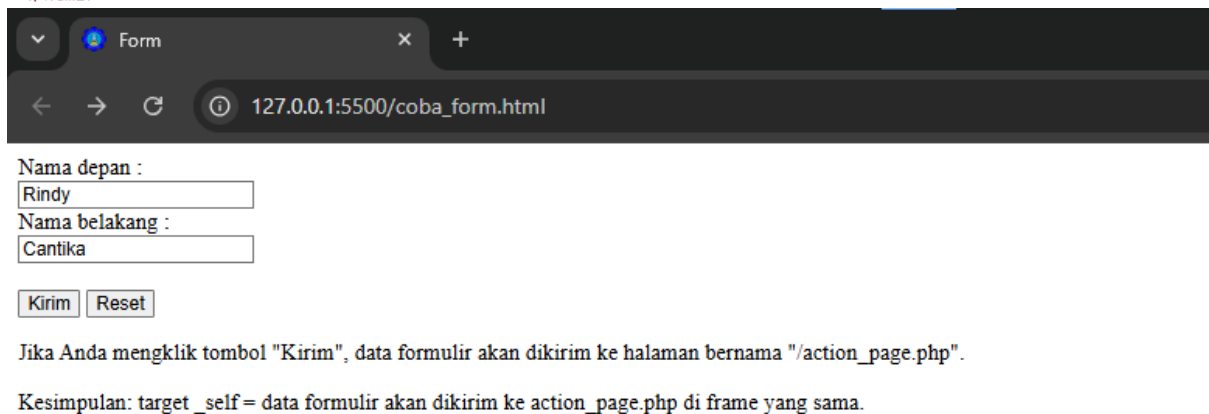 Form
127.0.0.1:5500/coba_form.html
Nama depan :
Rindy
Nama belakang :
Cantika
Kirim Reset
Jika Anda mengklik tombol "Kirim", data formulir akan dikirim ke halaman bernama "/action_page.php".
Kesimpulan: target _self = data formulir akan dikirim ke action_page.php di frame yang sama.